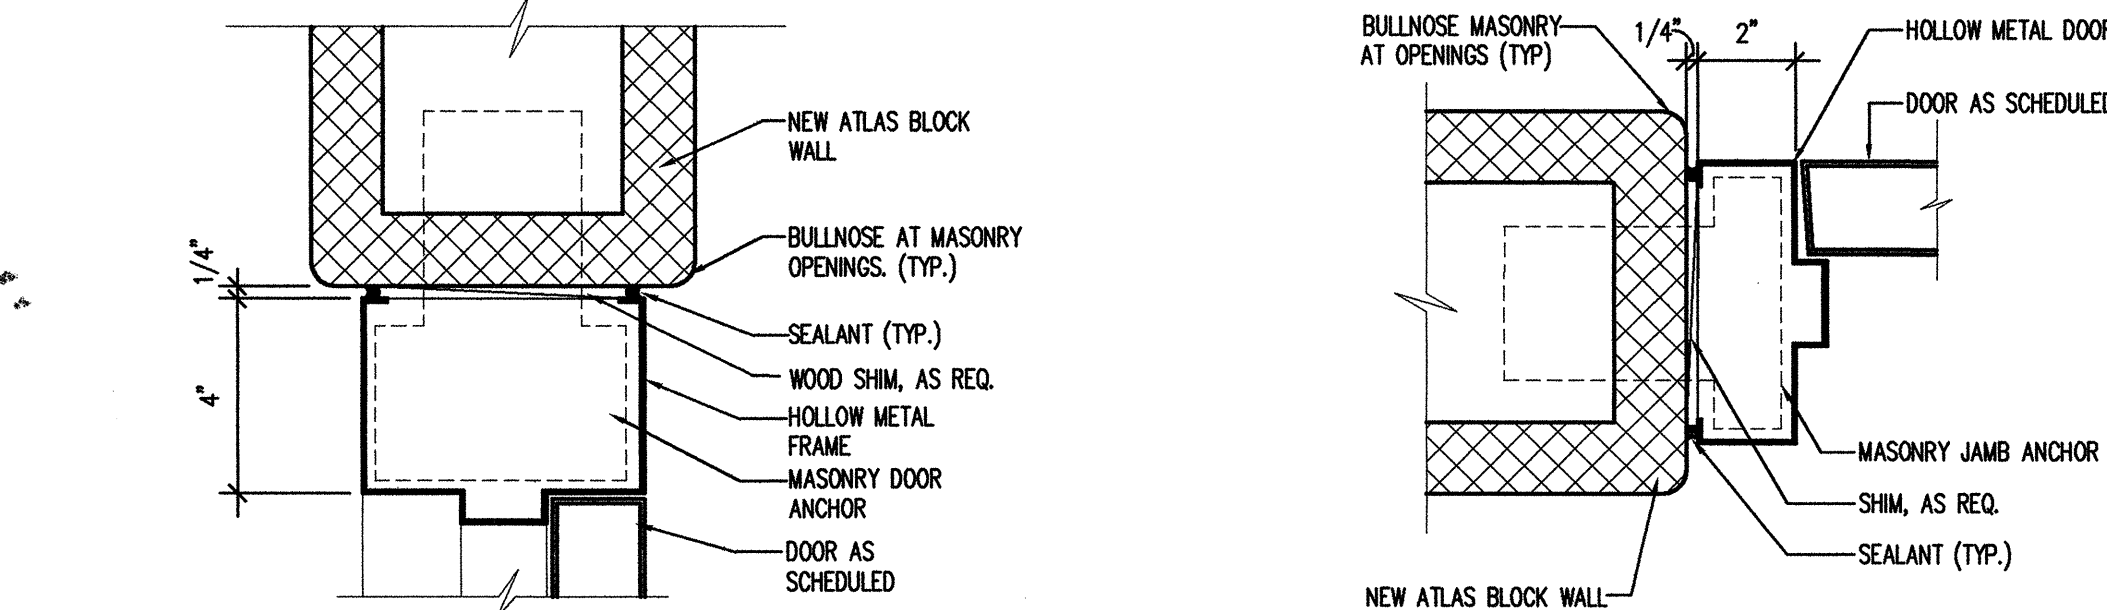 NEW ATLAS BLOCK
WALL
BULLNOSE AT MASONRY
OPENINGS. (TYP.)
1/4"
4"
SEALANT (TYP.)
WOOD SHIM, AS REQ.
HOLLOW METAL
FRAME
MASONRY DOOR
ANCHOR
DOOR AS
SCHEDULED
BULLNOSE MASONRY
AT OPENINGS (TYP)
1/4"
2"
HOLLOW METAL DOOR
DOOR AS SCHEDULED
MASONRY JAMB ANCHOR
SHIM, AS REQ.
SEALANT (TYP.)
NEW ATLAS BLOCK WALL